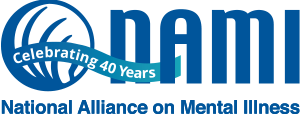 NAMI
Celebrating 40 Years
National Alliance on Mental Illness